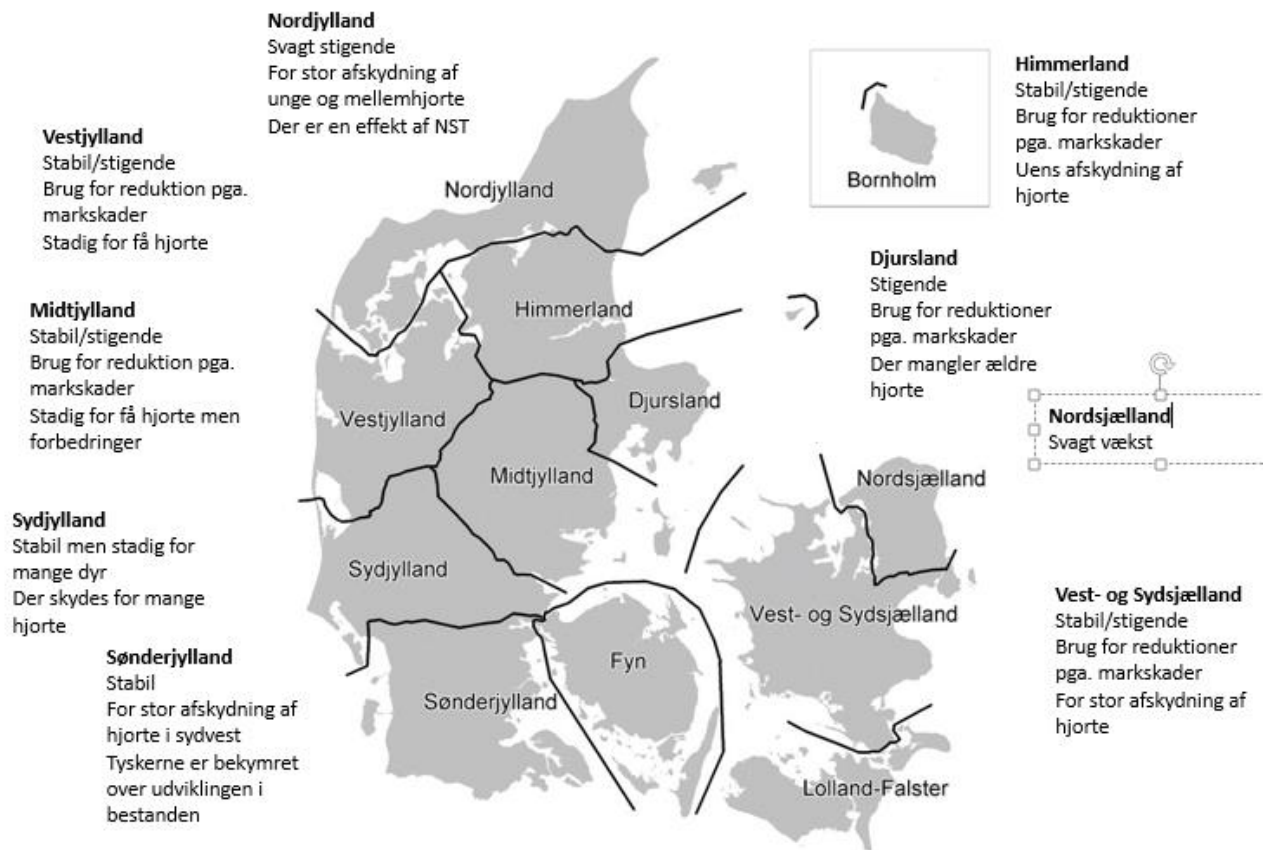 Nordjylland
Svagt stigende
For stor afskydning af
unge og mellemhjorte
Der er en effekt af NST
Himmerland
Stabil/stigende
Brug for reduktioner
pga. markskader
Uens afskydning af
hjorte
Vestjylland
Stabil/stigende
Brug for reduktion pga.
markskader
Stadig for få hjorte
Djursland
Stigende
Brug for reduktioner
pga. markskader
Der mangler ældre
hjorte
Midtjylland
Stabil/stigende
Brug for reduktion pga.
markskader
Stadig for få hjorte men
forbedringer
Nordsjælland
Svagt vækst
Sydjylland
Stabil men stadig for
mange dyr
Der skydes for mange
hjorte
Vest- og Sydsjælland
Stabil/stigende
Brug for reduktioner
pga. markskader
For stor afskydning af
hjorte
Sønderjylland
Stabil
For stor afskydning af
hjorte i sydvest
Tyskerne er bekymret
over udviklingen i
bestanden
Bornholm
Nordjylland
Himmerland
Djursland
Vestjylland
Midtjylland
Nordsjælland
Sydjylland
Vest- og Sydsjælland
Fyn
Sønderjylland
Lolland-Falster